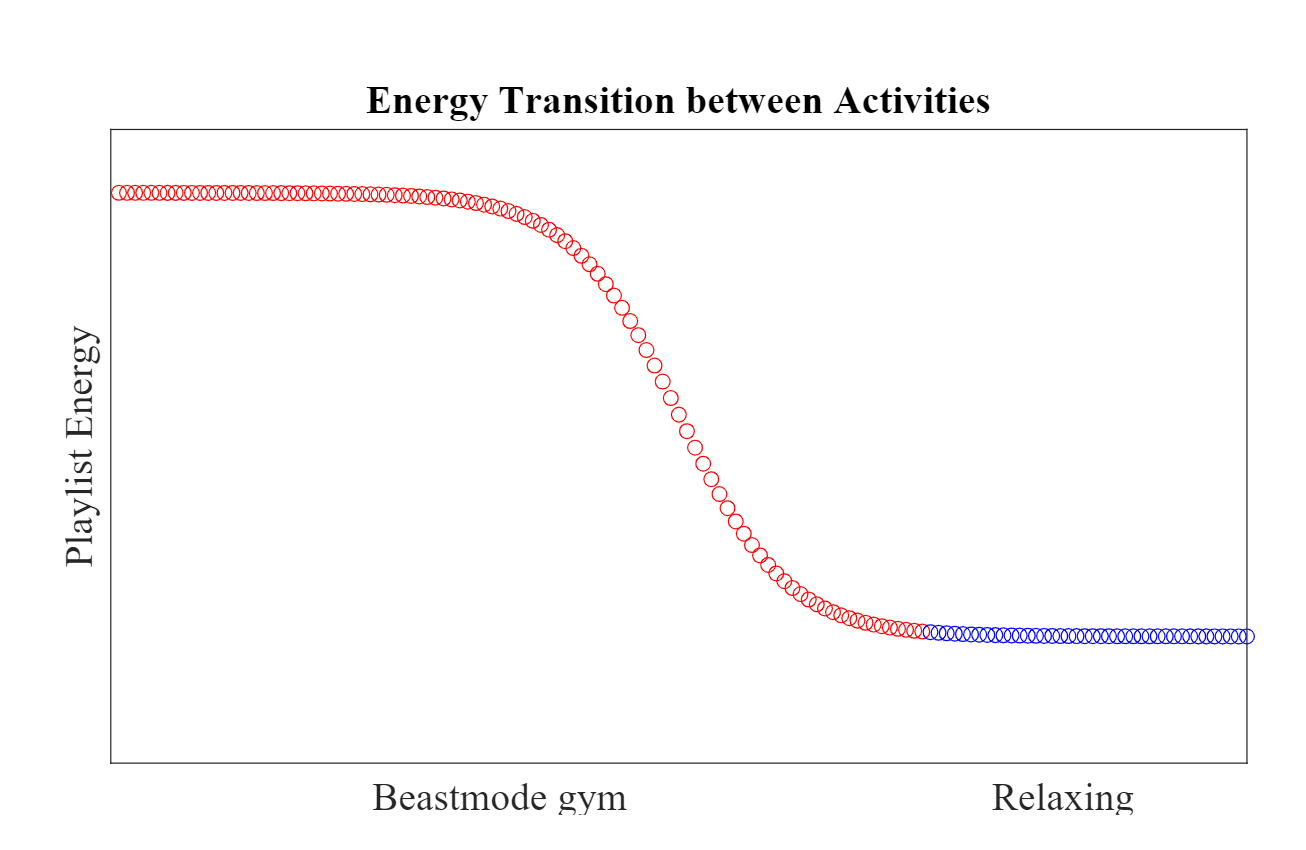 Energy Transition between Activities
Playlist Energy
Beastmode gym
Relaxing